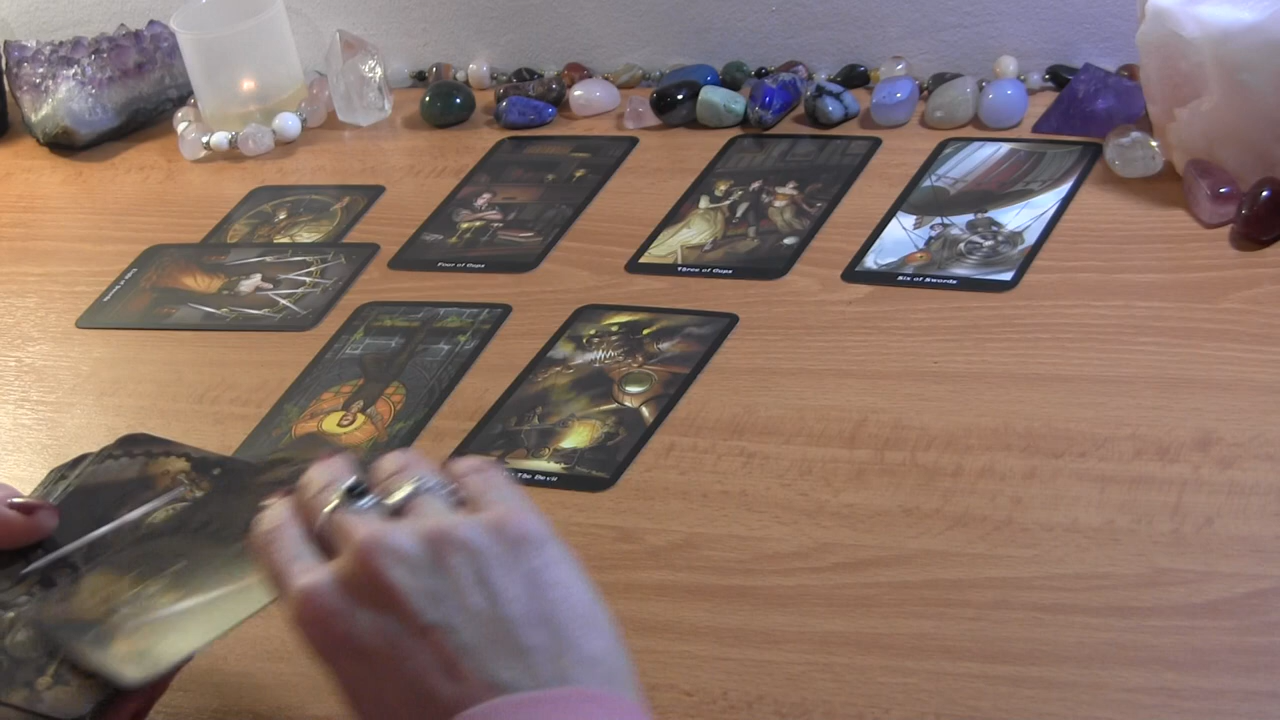 Four of Cups
Three of Cups
Six of Swords
The Devil